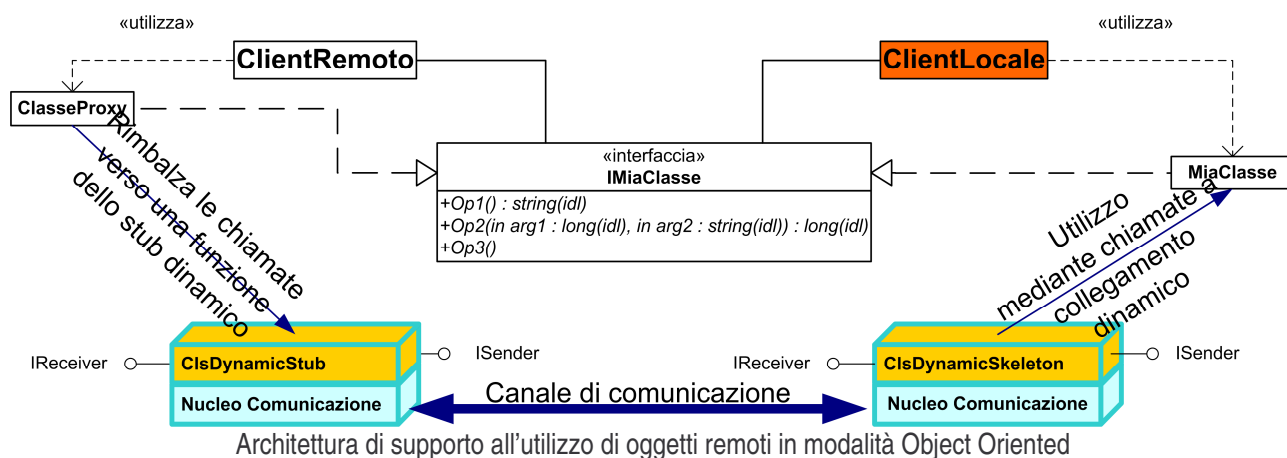 «utilizza»
«utilizza»
ClientRemoto
ClientLocale
ClasseProxy
Rimbalza le chiamate
verso una funzione
dello stub dinamico
«interfaccia»
IMiaClasse
+Op1() : string(idl)
+Op2(in arg1 : long(idl), in arg2 : string(idl)) : long(idl)
+Op3()
MiaClasse
Utilizzo
mediante chiamate a
collegamento
dinamico
IReceiver
ClsDynamicStub
ISender
Nucleo Comunicazione
Canale di comunicazione
IReceiver
ClsDynamicSkeleton
ISender
Nucleo Comunicazione
Architettura di supporto all'utilizzo di oggetti remoti in modalità Object Oriented